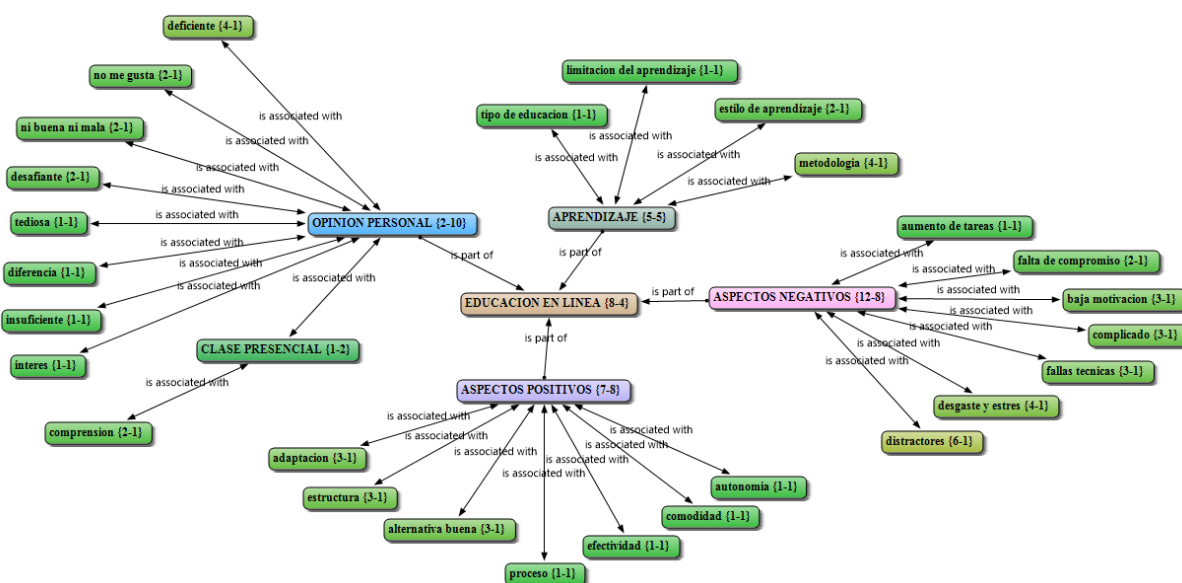 deficiente {4-1}
no me gusta {2-1}
ni buena ni mala {2-1}
desafiante {2-1}
tediosa {1-1}
diferencia {1-1}
insuficiente {1-1}
interes {1-1}
is associated with
is associated with
is associated with
is associated with
is associated with
is associated with
is associated with
is associated with
is associated with
OPINION PERSONAL {2-10}
CLASE PRESENCIAL {1-2}
is associated with
comprension {2-1}
is part of
limitacion del aprendizaje {1-1}
tipo de educacion {1-1}
estilo de aprendizaje {2-1}
metodologia {4-1}
is associated with
is associated with
is associated with
is associated with
APRENDIZAJE {5-5}
is part of
EDUCACION EN LINEA {8-4}
is part of
ASPECTOS NEGATIVOS {12-8}
aumento de tareas {1-1}
falta de compromiso {2-1}
baja motivacion {3-1}
complicado {3-1}
fallas tecnicas {3-1}
desgaste y estres {4-1}
distractores {6-1}
is associated with
is associated with
is associated with
is associated with
is associated with
is associated with
is associated with
is part of
ASPECTOS POSITIVOS {7-8}
is associated with
is associated with
is associated with
is associated with
is associated with
is associated with
is associated with
adaptacion {3-1}
estructura {3-1}
alternativa buena {3-1}
proceso {1-1}
efectividad {1-1}
comodidad {1-1}
autonomia {1-1}